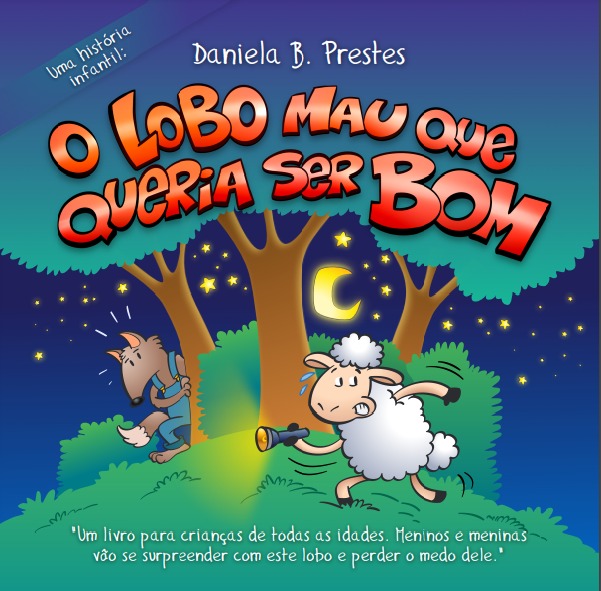 Uma história
infantil:
Daniela B. Prestes
O LOBO MAU QUE
QUERIA SER BOM
"Um livro para crianças de todas as idades. Meninos e meninas
vão se surpreender com este lobo e perder o medo dele."